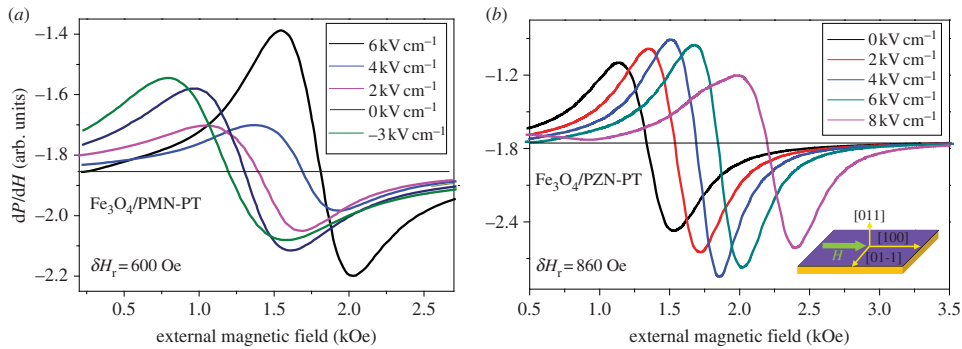 (a)
−1.4
−1.6
−1.8
−2.0
−2.2
dP/dH (arb. units)
6 kV cm⁻¹
4 kV cm⁻¹
2 kV cm⁻¹
0 kV cm⁻¹
−3 kV cm⁻¹
Fe₃O₄/PMN-PT
δHᵣ = 600 Oe
0.5 1.0 1.5 2.0 2.5
external magnetic field (kOe)
(b)
−1.2
−1.8
−2.4
−3.0
0 kV cm⁻¹
2 kV cm⁻¹
4 kV cm⁻¹
6 kV cm⁻¹
8 kV cm⁻¹
Fe₃O₄/PZN-PT
δHᵣ = 860 Oe
[011]
[100]
H
[01-1]
0.5 1.0 1.5 2.0 2.5 3.0 3.5
external magnetic field (kOe)